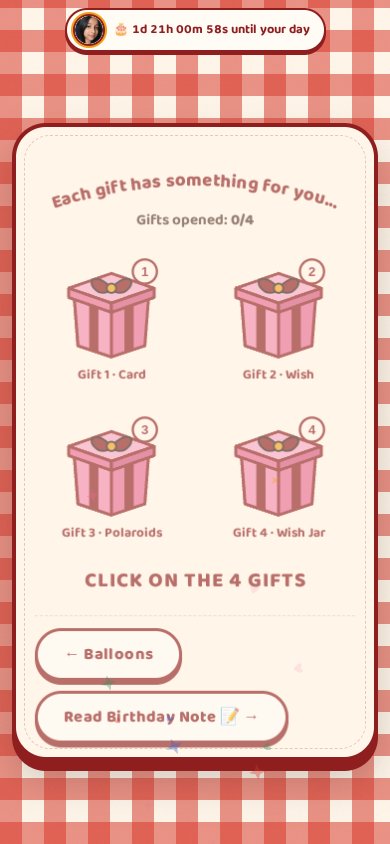 🎂 1d 21h 00m 58s until your day
Each gift has something for you...
Gifts opened: 0/4
1
2
Gift 1 · Card
Gift 2 · Wish
3
4
Gift 3 · Polaroids
Gift 4 · Wish Jar
CLICK ON THE 4 GIFTS
← Balloons
Read Birthday Note 📝 →